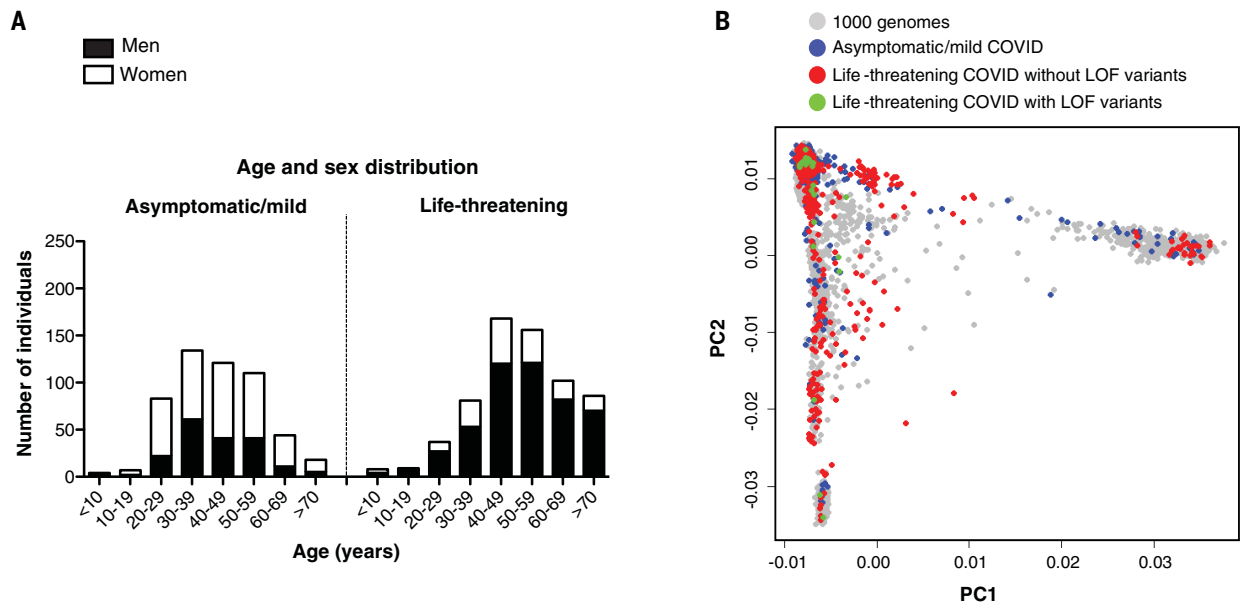 A
Men
Women
Age and sex distribution
Asymptomatic/mild
Life-threatening
Number of individuals
250
200
150
100
50
0
<10
10-19
20-29
30-39
40-49
50-59
60-69
>70
<10
10-19
20-29
30-39
40-49
50-59
60-69
>70
Age (years)
B
1000 genomes
Asymptomatic/mild COVID
Life-threatening COVID without LOF variants
Life-threatening COVID with LOF variants
PC2
0.01
0.00
-0.01
-0.02
-0.03
-0.01
0.00
0.01
0.02
0.03
PC1